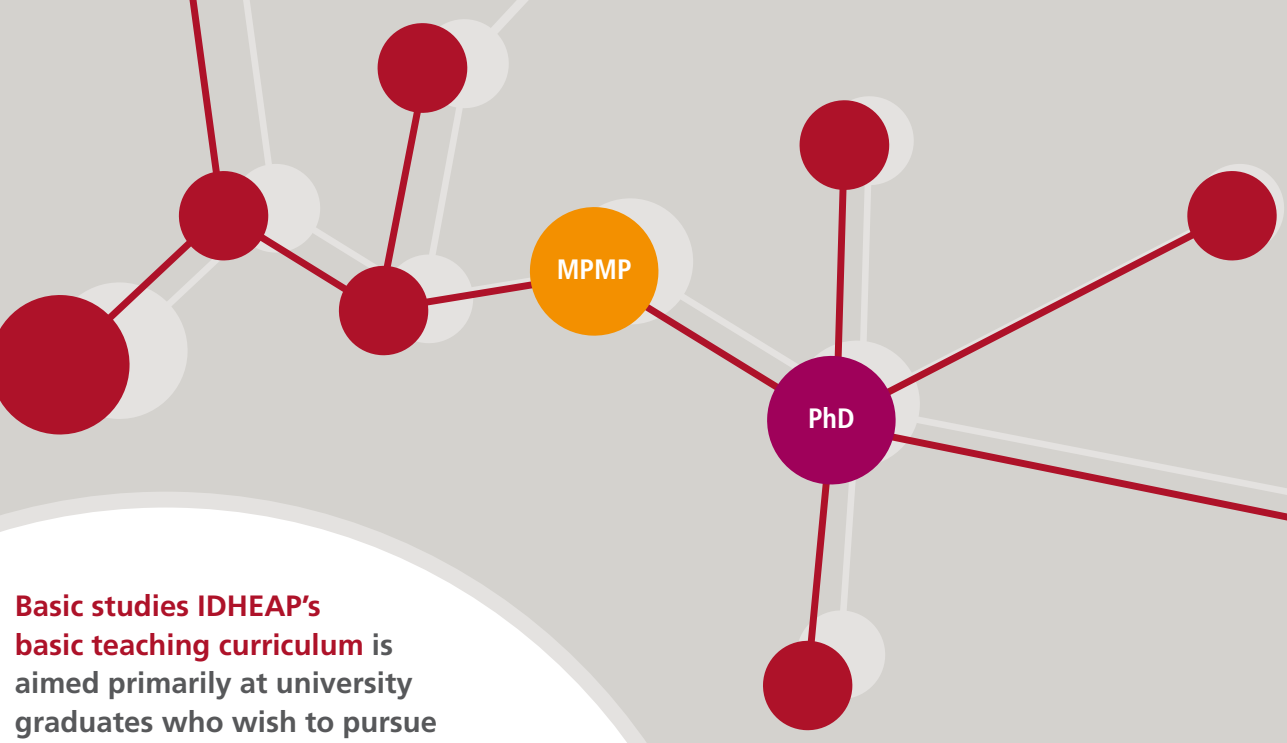 MPMP
PhD
Basic studies IDHEAP's
basic teaching curriculum is
aimed primarily at university
graduates who wish to pursue